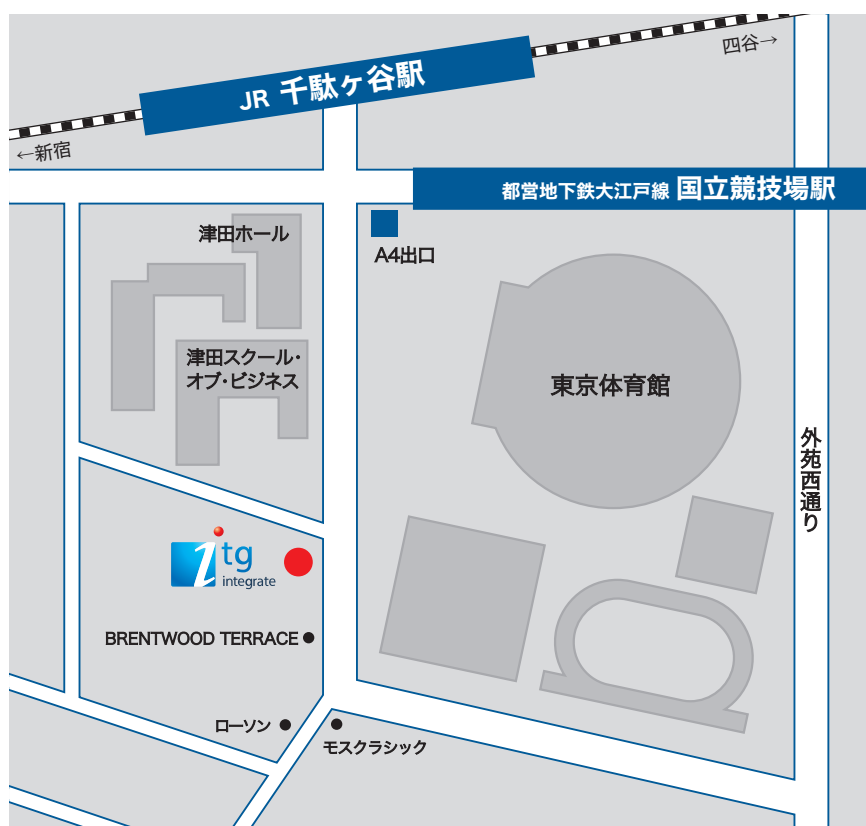 四谷→
JR 千駄ヶ谷駅
←新宿
都営地下鉄大江戸線 国立競技場駅
津田ホール
A4出口
津田スクール・
オブ・ビジネス
東京体育館
外苑西通り
itg
integrate
BRENTWOOD TERRACE
ローソン
モスクラシック